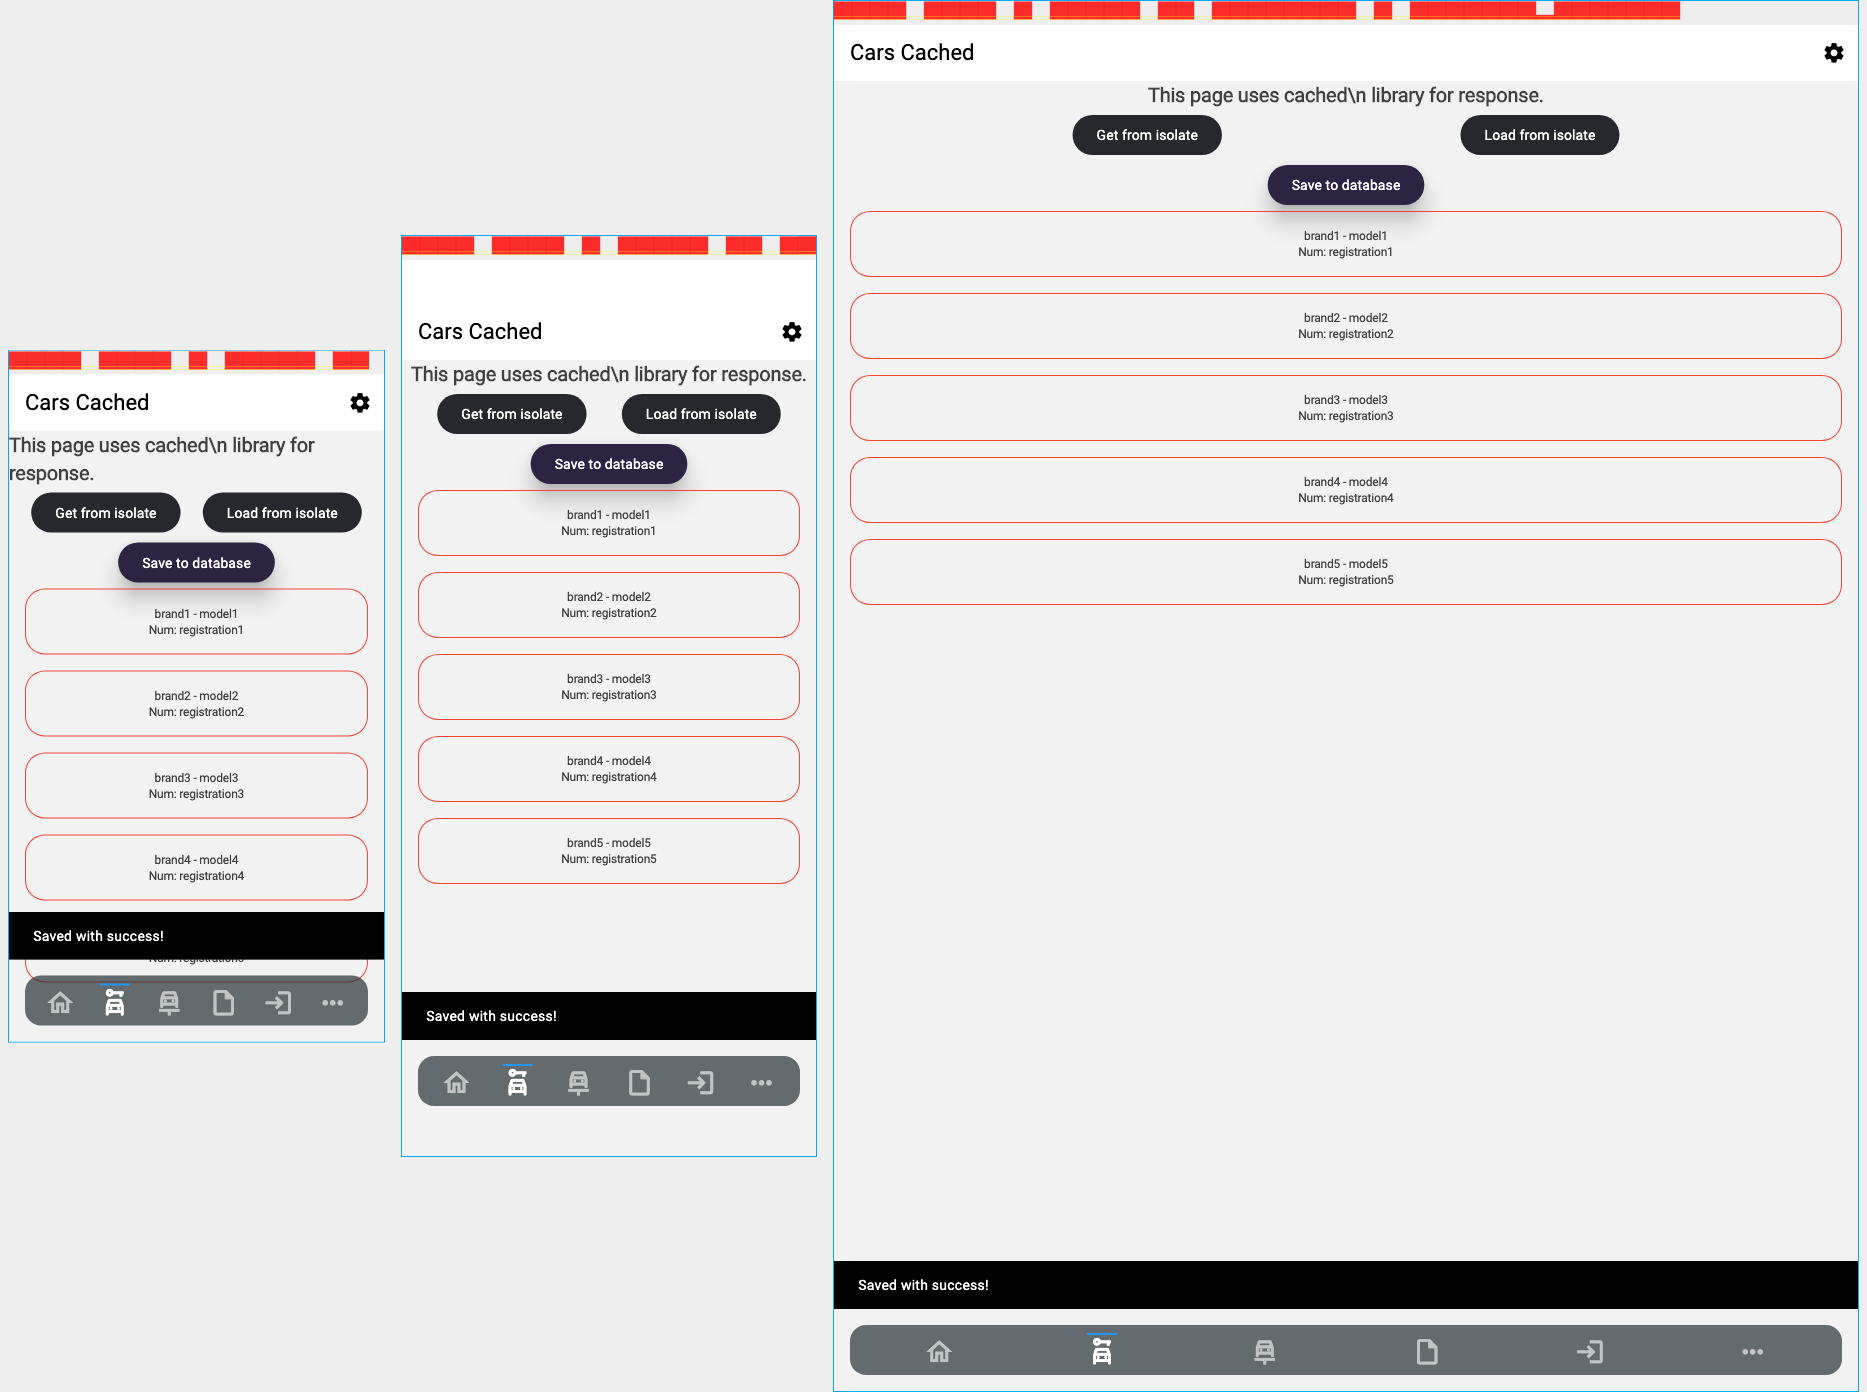 Cars Cached
This page uses cached\n library for
response.
Get from isolate
Load from isolate
Save to database
brand1 - model1
Num: registration1
brand2 - model2
Num: registration2
brand3 - model3
Num: registration3
brand4 - model4
Num: registration4
Saved with success!
Cars Cached
This page uses cached\n library for response.
Get from isolate
Load from isolate
Save to database
brand1 - model1
Num: registration1
brand2 - model2
Num: registration2
brand3 - model3
Num: registration3
brand4 - model4
Num: registration4
brand5 - model5
Num: registration5
Saved with success!
Cars Cached
This page uses cached\n library for response.
Get from isolate
Load from isolate
Save to database
brand1 - model1
Num: registration1
brand2 - model2
Num: registration2
brand3 - model3
Num: registration3
brand4 - model4
Num: registration4
brand5 - model5
Num: registration5
Saved with success!